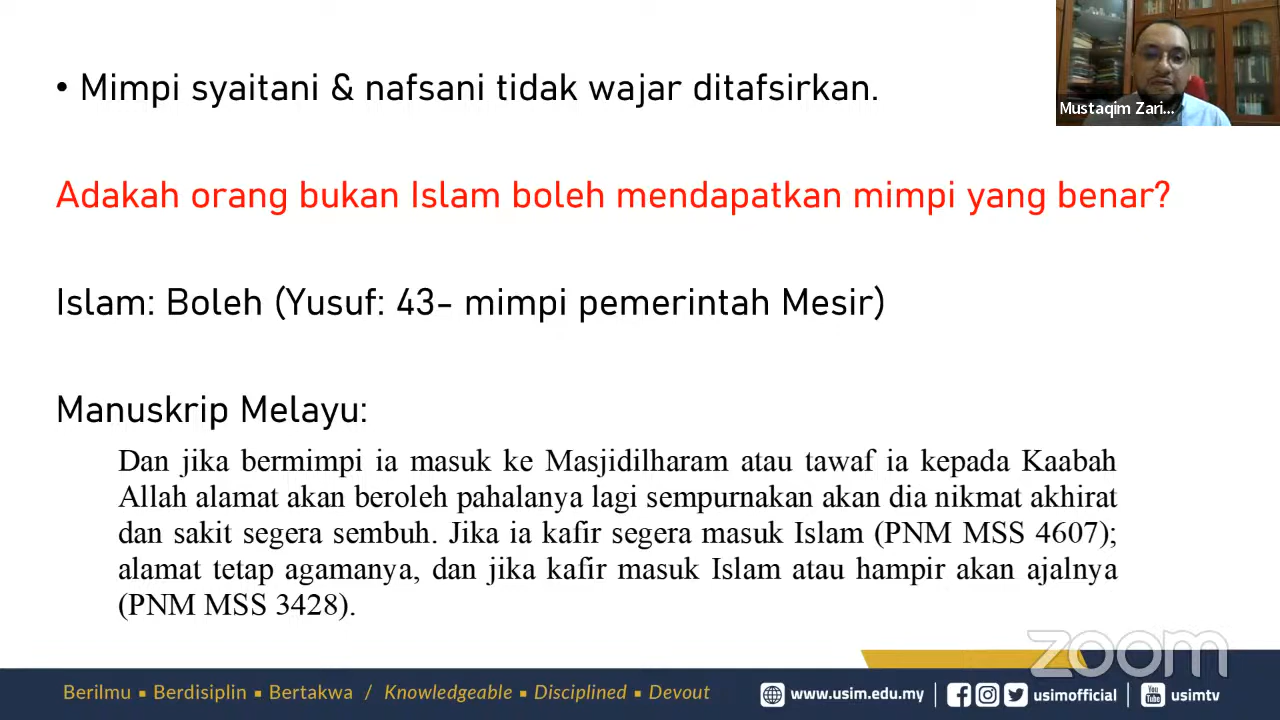 • Mimpi syaitani & nafsani tidak wajar ditafsirkan.
Mustaqim Zari...
Adakah orang bukan Islam boleh mendapatkan mimpi yang benar?
Islam: Boleh (Yusuf: 43- mimpi pemerintah Mesir)
Manuskrip Melayu:
Dan jika bermimpi ia masuk ke Masjidilharam atau tawaf ia kepada Kaabah
Allah alamat akan beroleh pahalanya lagi sempurnakan akan dia nikmat akhirat
dan sakit segera sembuh. Jika ia kafir segera masuk Islam (PNM MSS 4607);
alamat tetap agamanya, dan jika kafir masuk Islam atau hampir akan ajalnya
(PNM MSS 3428).
zoom
Berilmu ▪ Berdisiplin ▪ Bertakwa / Knowledgeable ▪ Disciplined ▪ Devout
www.usim.edu.my | usimofficial | You Tube usimtv